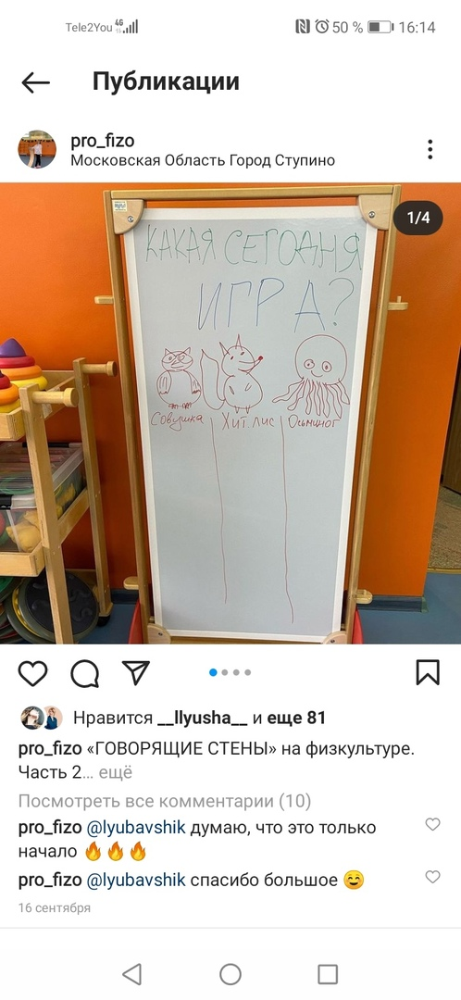 Tele2You 4G 50 % 16:14
Публикации
pro_fizo
Московская Область Город Ступино
1/4
КАКАЯ СЕГОДНЯ
ИГРА?
Совушка Хит.лис Осьминог
Нравится __llyusha__ и еще 81
pro_fizo «ГОВОРЯЩИЕ СТЕНЫ» на физкультуре.
Часть 2... ещё
Посмотреть все комментарии (10)
pro_fizo @lyubavshik думаю, что это только
начало 🔥🔥🔥
pro_fizo @lyubavshik спасибо большое ☺️
16 сентября